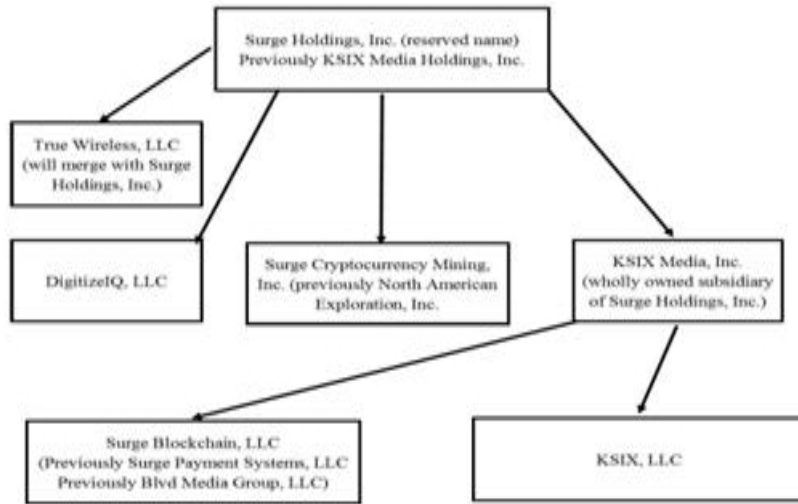 Surge Holdings, Inc. (reserved name)
Previously KSIX Media Holdings, Inc.
True Wireless, LLC
(will merge with Surge
Holdings, Inc.)
DigitizeIQ, LLC
Surge Cryptocurrency Mining,
Inc. (previously North American
Exploration, Inc.
KSIX Media, Inc.
(wholly owned subsidiary
of Surge Holdings, Inc.)
Surge Blockchain, LLC
(Previously Surge Payment Systems, LLC
Previously Blvd Media Group, LLC)
KSIX, LLC